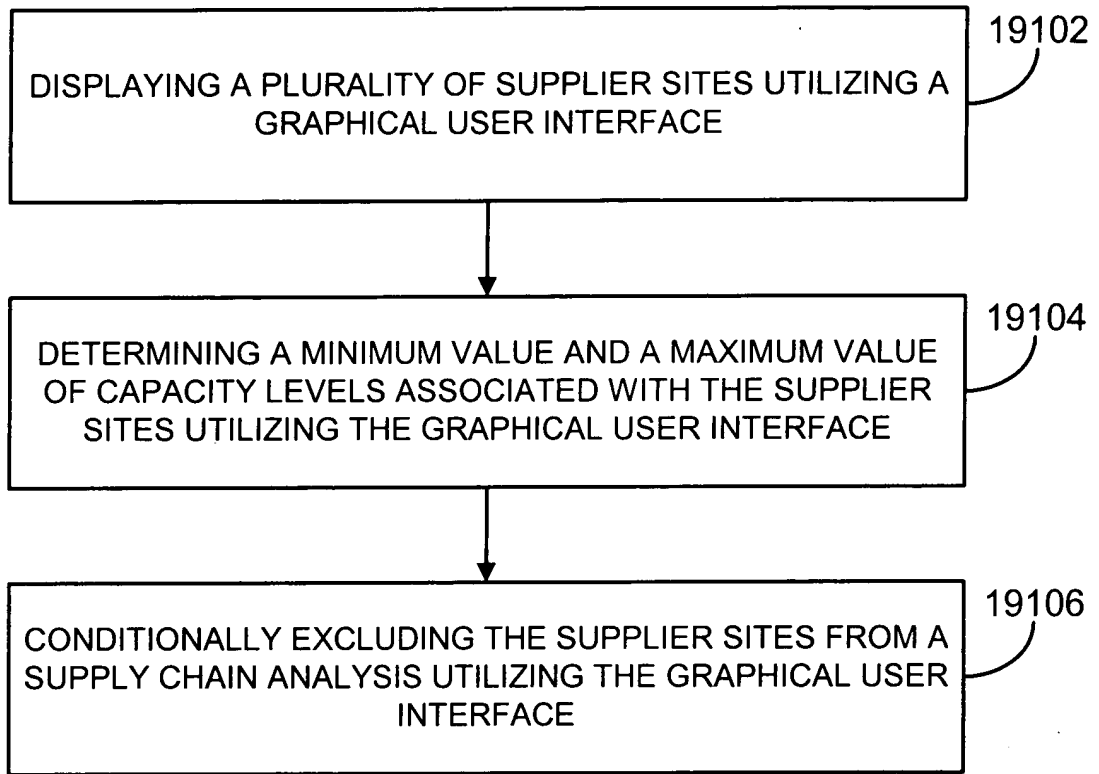 19102
DISPLAYING A PLURALITY OF SUPPLIER SITES UTILIZING A
GRAPHICAL USER INTERFACE
19104
DETERMINING A MINIMUM VALUE AND A MAXIMUM VALUE
OF CAPACITY LEVELS ASSOCIATED WITH THE SUPPLIER
SITES UTILIZING THE GRAPHICAL USER INTERFACE
19106
CONDITIONALLY EXCLUDING THE SUPPLIER SITES FROM A
SUPPLY CHAIN ANALYSIS UTILIZING THE GRAPHICAL USER
INTERFACE